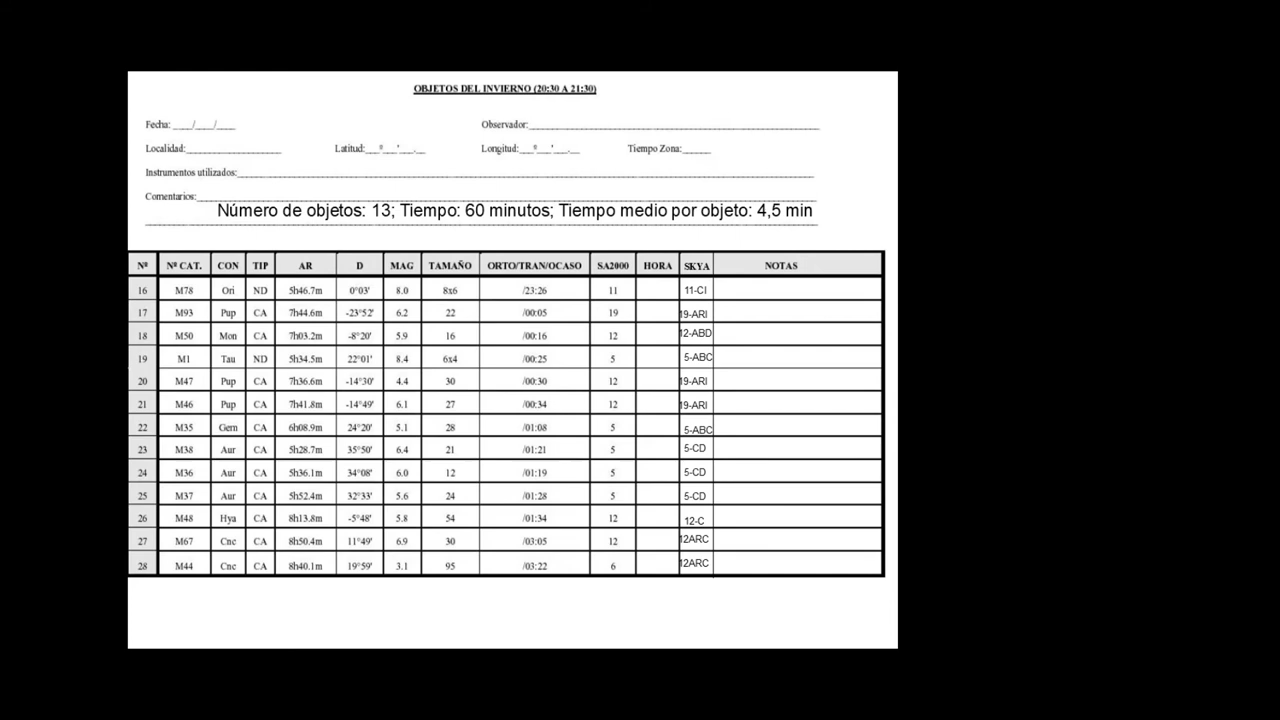 OBJETOS DEL INVIERNO (20:30 A 21:30)
Fecha: ___/___/___ Observador:____________________
Localidad:____________________ Latitud:___º___'___.__ Longitud:___º___'___.__ Tiempo Zona:______
Instrumentos utilizados:____________________
Comentarios:____________________
Número de objetos: 13; Tiempo: 60 minutos; Tiempo medio por objeto: 4,5 min
Nº Nº CAT. CON TIP AR D MAG TAMAÑO ORTO/TRAN/OCASO SA2000 HORA SKYA NOTAS
16 M78 Ori ND 5h46.7m 0°03' 8.0 8x6 /23:26 11 11-CI
17 M93 Pup CA 7h44.6m -23°52' 6.2 22 /00:05 19 19-ARI
18 M50 Mon CA 7h03.2m -8°20' 5.9 16 /00:16 12 12-ABD
19 M1 Tau ND 5h34.5m 22°01' 8.4 6x4 /00:25 5 5-ABC
20 M47 Pup CA 7h36.6m -14°30' 4.4 30 /00:30 12 19-ARI
21 M46 Pup CA 7h41.8m -14°49' 6.1 27 /00:34 12 19-ARI
22 M35 Gem CA 6h08.9m 24°20' 5.1 28 /01:08 5 5-ABC
23 M38 Aur CA 5h28.7m 35°50' 6.4 21 /01:21 5 5-CD
24 M36 Aur CA 5h36.1m 34°08' 6.0 12 /01:19 5 5-CD
25 M37 Aur CA 5h52.4m 32°33' 5.6 24 /01:28 5 5-CD
26 M48 Hya CA 8h13.8m -5°48' 5.8 54 /01:34 12 12-C
27 M67 Cnc CA 8h50.4m 11°49' 6.9 30 /03:05 12 12ARC
28 M44 Cnc CA 8h40.1m 19°59' 3.1 95 /03:22 6 12ARC